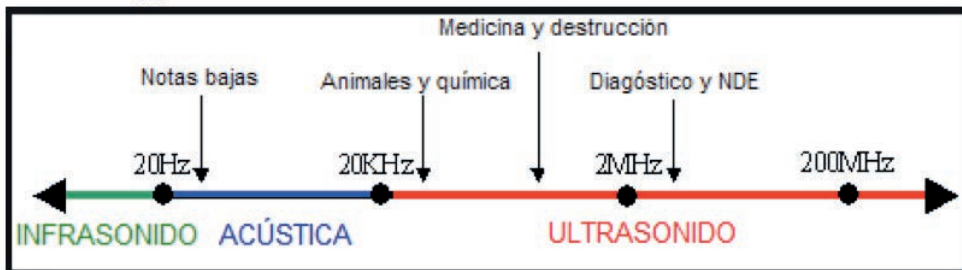 Medicina y destrucción
Notas bajas
Animales y química
Diagóstico y NDE
20Hz
20KHz
2MHz
200MHz
INFRASONIDO
ACÚSTICA
ULTRASONIDO